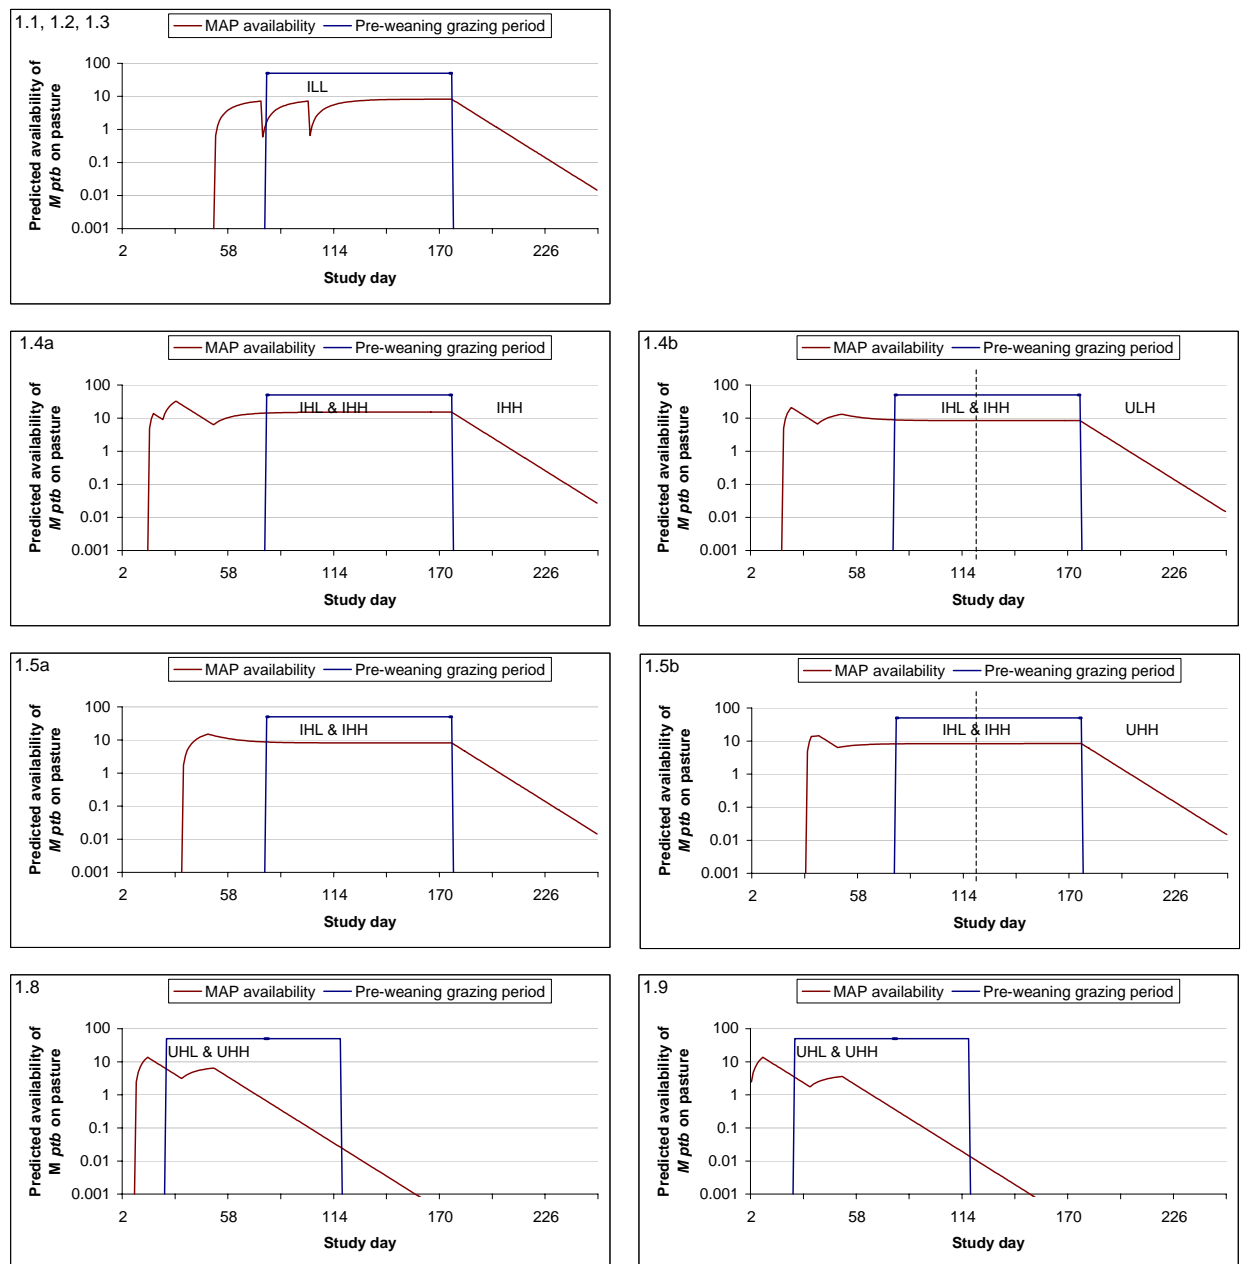 1.1, 1.2, 1.3
MAP availability Pre-weaning grazing period
Predicted availability of
M ptb on pasture
100
10
1
0.1
0.01
0.001
ILL
2 58 114 170 226
Study day
1.4a
MAP availability Pre-weaning grazing period
Predicted availability of
M ptb on pasture
100
10
1
0.1
0.01
0.001
IHL & IHH IHH
2 58 114 170 226
Study day
1.4b
MAP availability Pre-weaning grazing period
Predicted availability of
M ptb on pasture
100
10
1
0.1
0.01
0.001
IHL & IHH ULH
2 58 114 170 226
Study day
1.5a
MAP availability Pre-weaning grazing period
Predicted availability of
M ptb on pasture
100
10
1
0.1
0.01
0.001
IHL & IHH
2 58 114 170 226
Study day
1.5b
MAP availability Pre-weaning grazing period
Predicted availability of
M ptb on pasture
100
10
1
0.1
0.01
0.001
IHL & IHH UHH
2 58 114 170 226
Study day
1.8
MAP availability Pre-weaning grazing period
Predicted availability of
M ptb on pasture
100
10
1
0.1
0.01
0.001
UHL & UHH
2 58 114 170 226
Study day
1.9
MAP availability Pre-weaning grazing period
Predicted availability of
M ptb on pasture
100
10
1
0.1
0.01
0.001
UHL & UHH
2 58 114 170 226
Study day